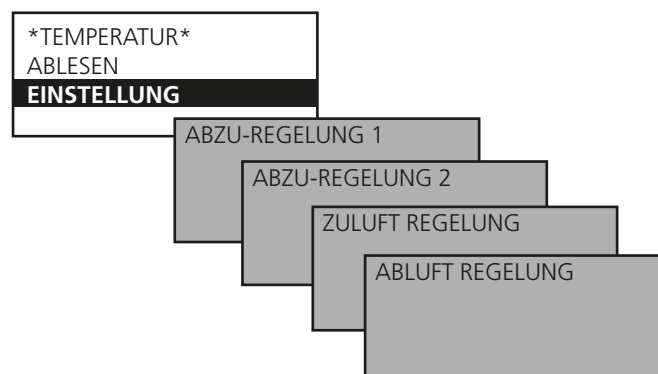 *TEMPERATUR*
ABLESEN
EINSTELLUNG
ABZU-REGELUNG 1
ABZU-REGELUNG 2
ZULUFT REGELUNG
ABLUFT REGELUNG